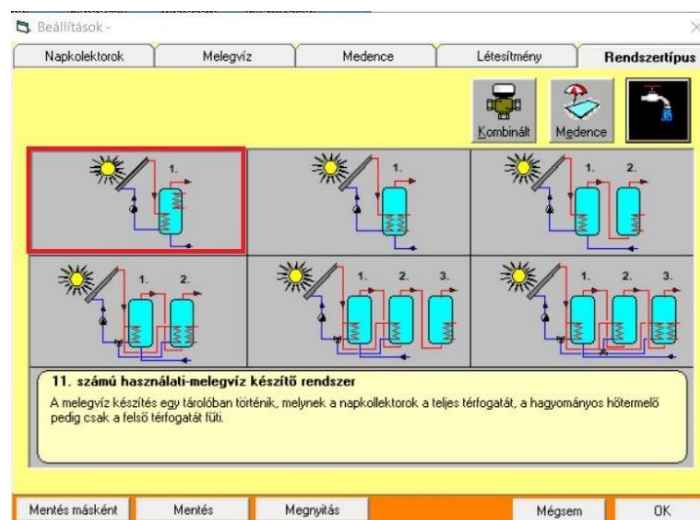 Beállítások -
Napkolektorok Melegvíz Medence Létesítmény Rendszertípus
Kombinált Medence
1. 1. 1. 2.
1. 2. 1. 2. 3. 1. 2. 3.
11. számú használati-melegvíz készítő rendszer
A melegvíz készítés egy tárolóban történik, melynek a napkollektorok a teljes térfogatát, a hagyományos hőtermelő
pedig csak a felső térfogatát fűti.
Mentés másként Mentés Megnyitás Mégsem OK